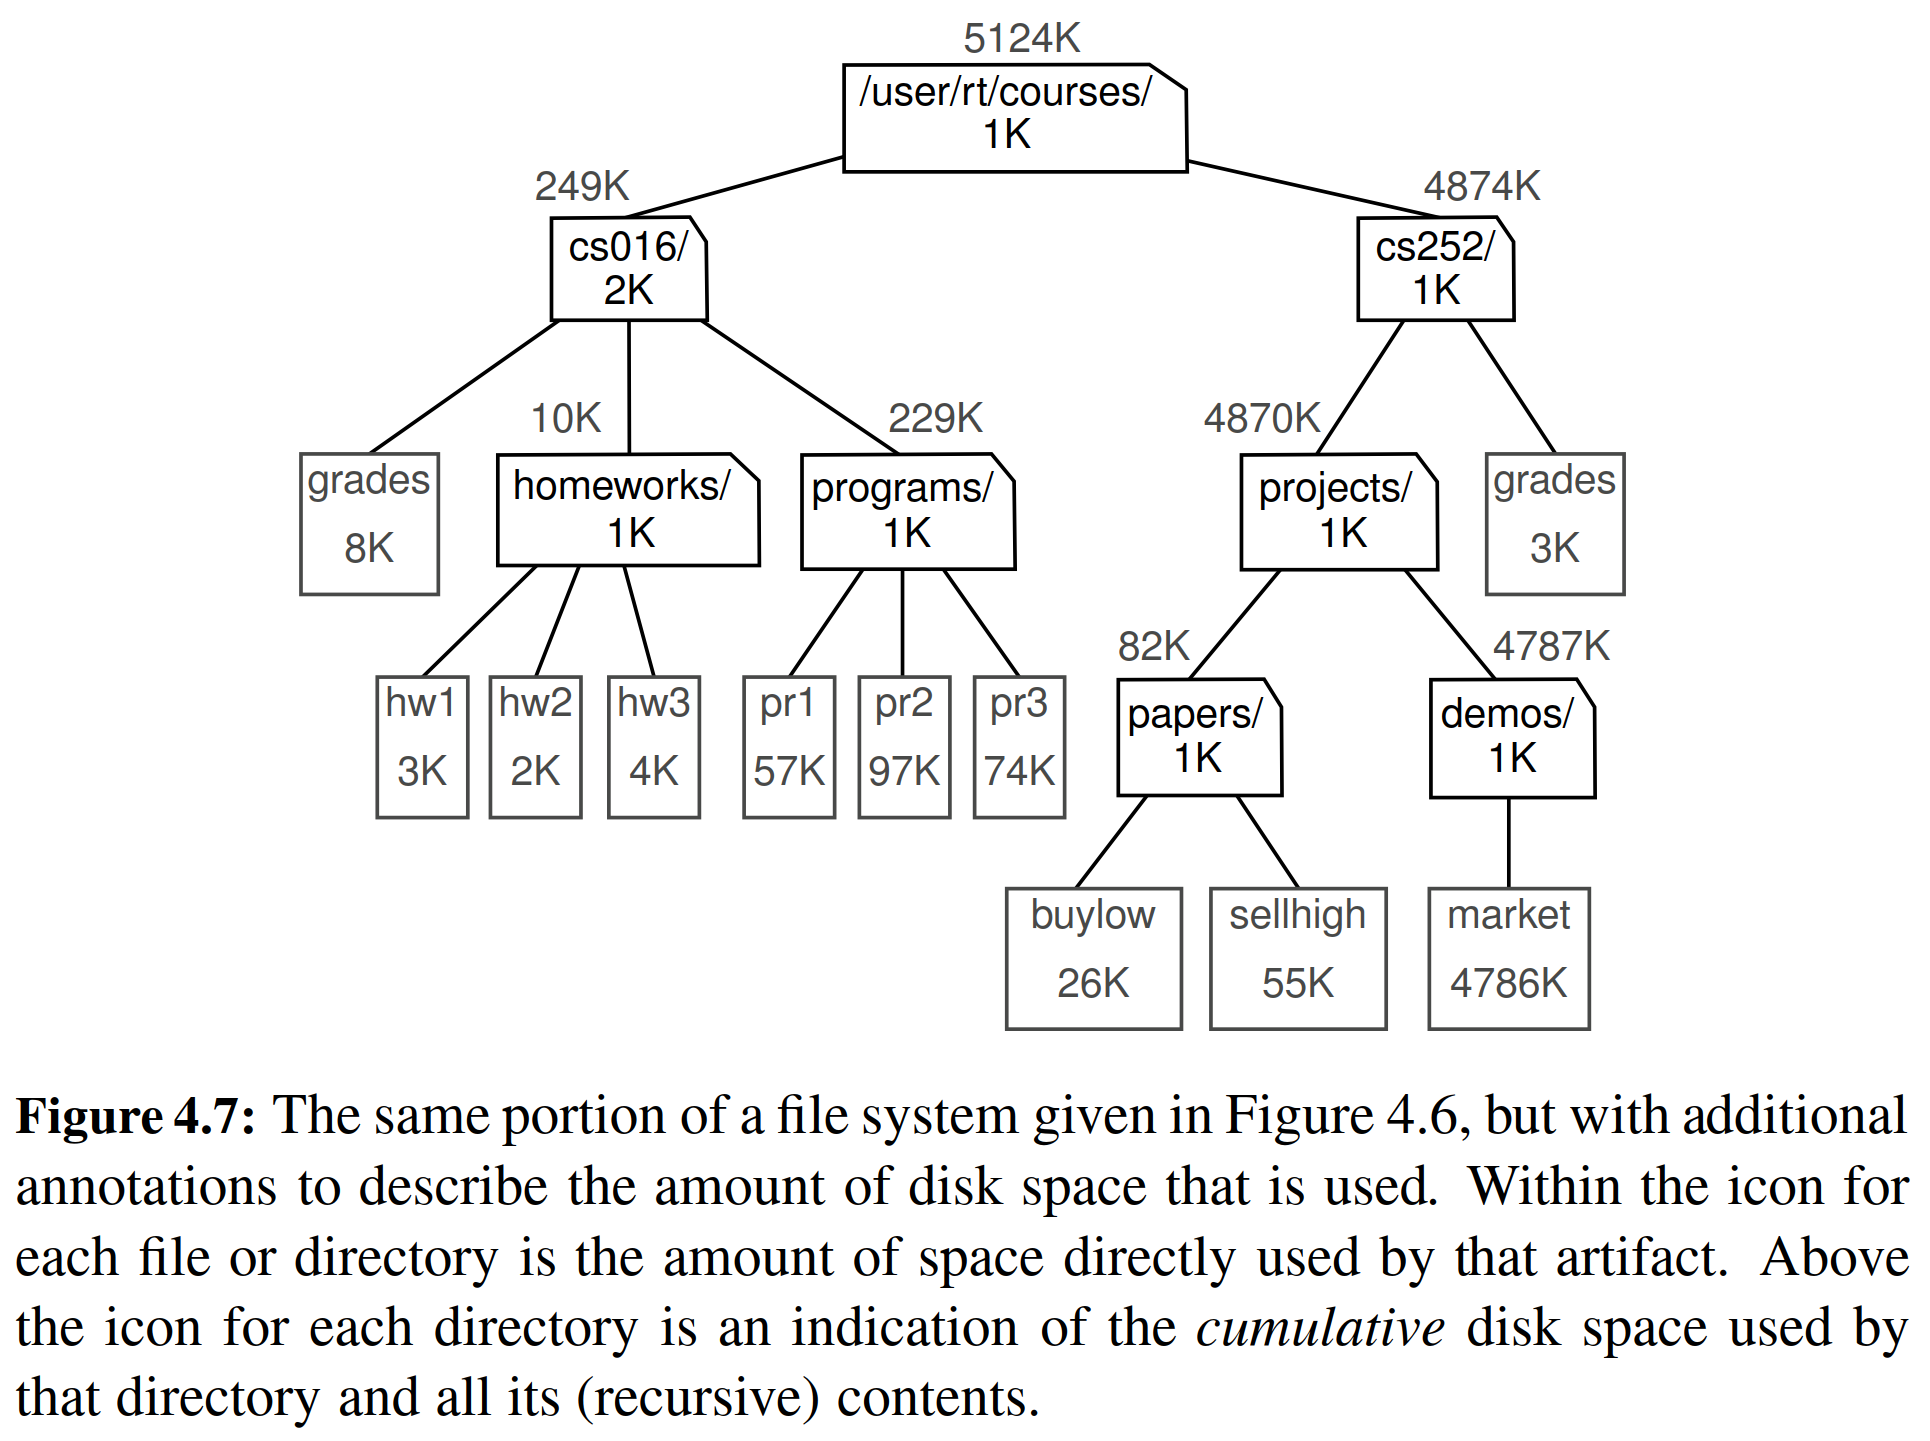 5124K
/user/rt/courses/
1K
249K
4874K
cs016/
2K
cs252/
1K
10K
229K
4870K
grades
8K
homeworks/
1K
programs/
1K
projects/
1K
grades
3K
82K
4787K
hw1
3K
hw2
2K
hw3
4K
pr1
57K
pr2
97K
pr3
74K
papers/
1K
demos/
1K
buylow
26K
sellhigh
55K
market
4786K
Figure 4.7: The same portion of a file system given in Figure 4.6, but with additional
annotations to describe the amount of disk space that is used. Within the icon for
each file or directory is the amount of space directly used by that artifact. Above
the icon for each directory is an indication of the cumulative disk space used by
that directory and all its (recursive) contents.